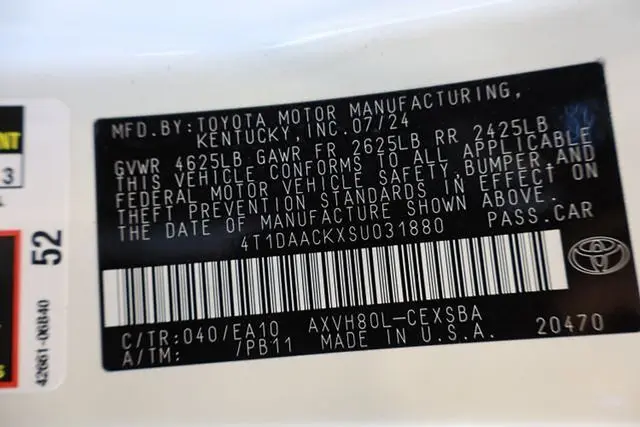 MFD.BY:TOYOTA MOTOR MANUFACTURING,
KENTUCKY,INC.07/24
GVWR 4625LB GAWR FR 2625LB RR 2425LB
THIS VEHICLE CONFORMS TO ALL APPLICABLE
FEDERAL MOTOR VEHICLE SAFETY,BUMPER,AND
THEFT PREVENTION STANDARDS IN EFFECT ON
THE DATE OF MANUFACTURE SHOWN ABOVE.
4T1DAACKXSU031880 PASS.CAR
C/TR:040/EA10 AXVH80L-CEXSBA
A/TM: /PB11 MADE IN U.S.A. 20470
NT
3
52
42661-06B40
S